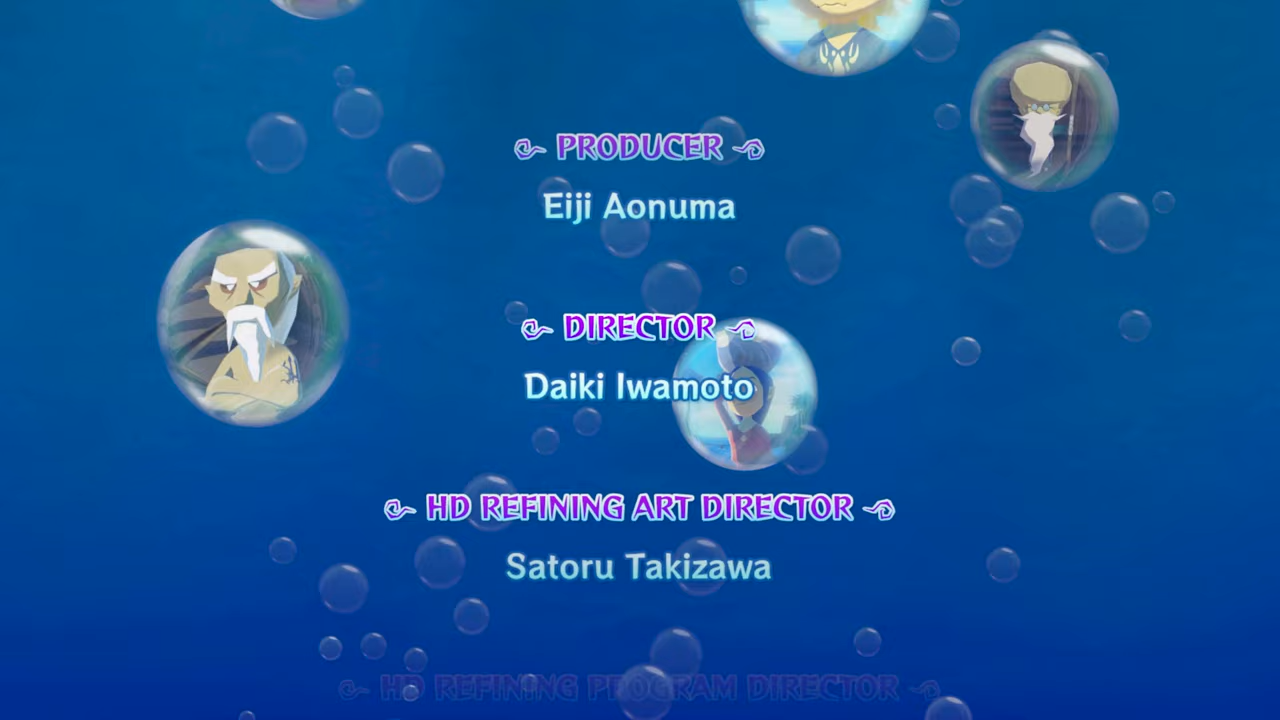 PRODUCER
Eiji Aonuma
DIRECTOR
Daiki Iwamoto
HD REFINING ART DIRECTOR
Satoru Takizawa
HD REFINING PROGRAM DIRECTOR